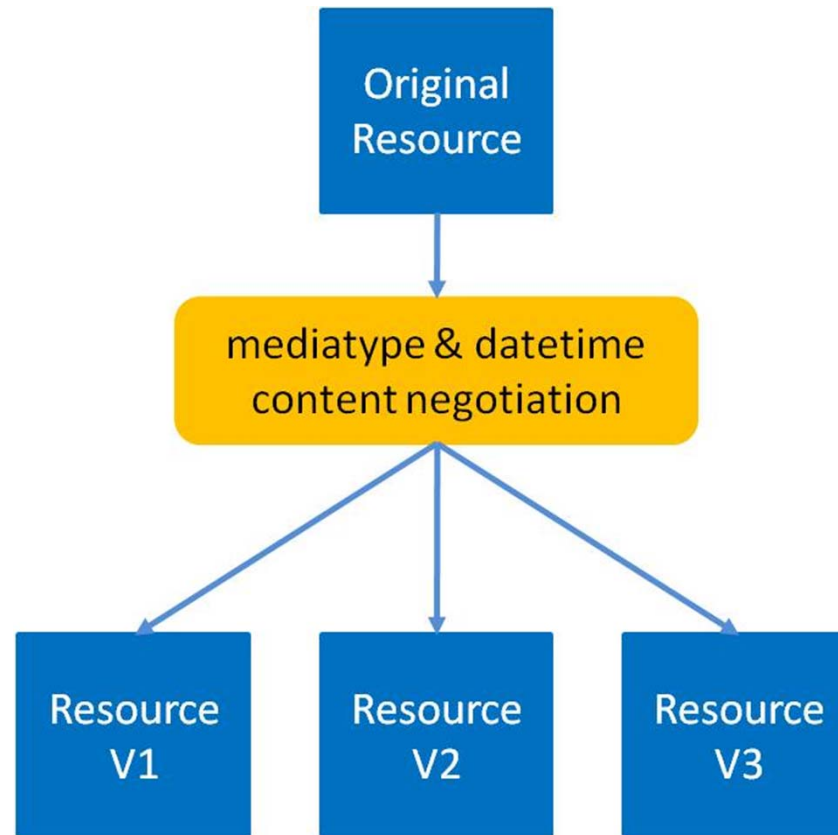 Original
Resource
mediatype & datetime
content negotiation
Resource
V1
Resource
V2
Resource
V3